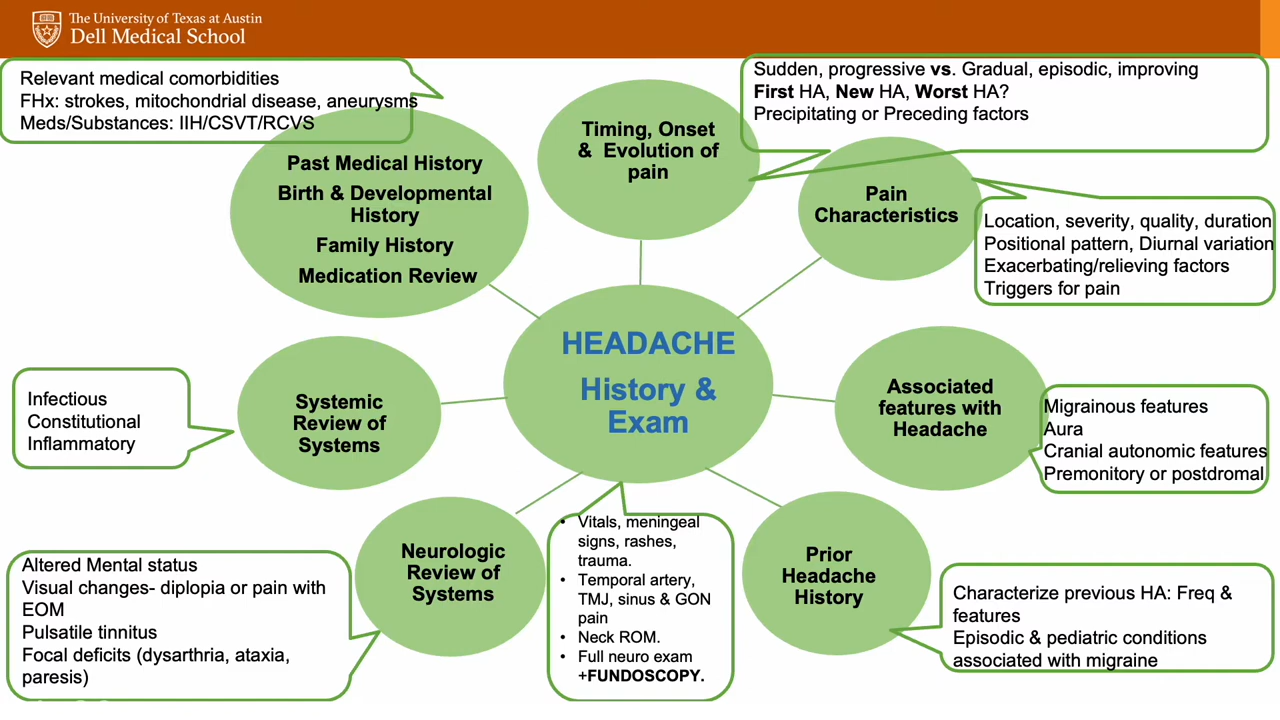 The University of Texas at Austin
Dell Medical School
Relevant medical comorbidities
FHx: strokes, mitochondrial disease, aneurysms
Meds/Substances: IIH/CSVT/RCVS
Past Medical History
Birth & Developmental
History
Family History
Medication Review
Timing, Onset
& Evolution of
pain
Sudden, progressive vs. Gradual, episodic, improving
First HA, New HA, Worst HA?
Precipitating or Preceding factors
Pain
Characteristics
Location, severity, quality, duration
Positional pattern, Diurnal variation
Exacerbating/relieving factors
Triggers for pain
HEADACHE
History &
Exam
Systemic
Review of
Systems
Infectious
Constitutional
Inflammatory
Associated
features with
Headache
Migrainous features
Aura
Cranial autonomic features
Premonitory or postdromal
Neurologic
Review of
Systems
Altered Mental status
Visual changes- diplopia or pain with
EOM
Pulsatile tinnitus
Focal deficits (dysarthria, ataxia,
paresis)
• Vitals, meningeal
signs, rashes,
trauma.
• Temporal artery,
TMJ, sinus & GON
pain
• Neck ROM.
• Full neuro exam
+FUNDOSCOPY.
Prior
Headache
History
Characterize previous HA: Freq &
features
Episodic & pediatric conditions
associated with migraine